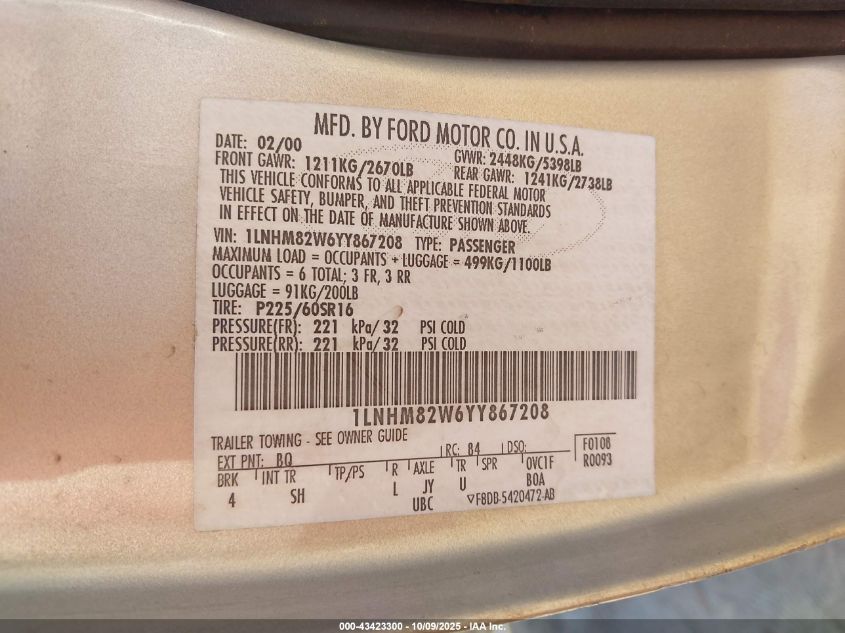 MFD. BY FORD MOTOR CO. IN U.S.A.
DATE: 02/00 GVWR: 2448KG/5398LB
FRONT GAWR: 1211KG/2670LB REAR GAWR: 1241KG/2738LB
THIS VEHICLE CONFORMS TO ALL APPLICABLE FEDERAL MOTOR
VEHICLE SAFETY, BUMPER, AND THEFT PREVENTION STANDARDS
IN EFFECT ON THE DATE OF MANUFACTURE SHOWN ABOVE.
VIN: 1LNHM82W6YY867208 TYPE: PASSENGER
MAXIMUM LOAD = OCCUPANTS + LUGGAGE = 499KG/1100LB
OCCUPANTS = 6 TOTAL; 3 FR, 3 RR
LUGGAGE = 91KG/200LB
TIRE: P225/60SR16
PRESSURE(FR): 221 kPa/ 32 PSI COLD
PRESSURE(RR): 221 kPa/ 32 PSI COLD
1LNHM82W6YY867208
TRAILER TOWING - SEE OWNER GUIDE
EXT PNT: BQ RC: 84 DSO: F0108
BRK INT TR TP/PS R AXLE TR SPR OVC1F R0093
4 SH L JY U BOA
UBC ▽F8DB-5420472-AB
000-43423300 - 10/09/2025 - IAA Inc.